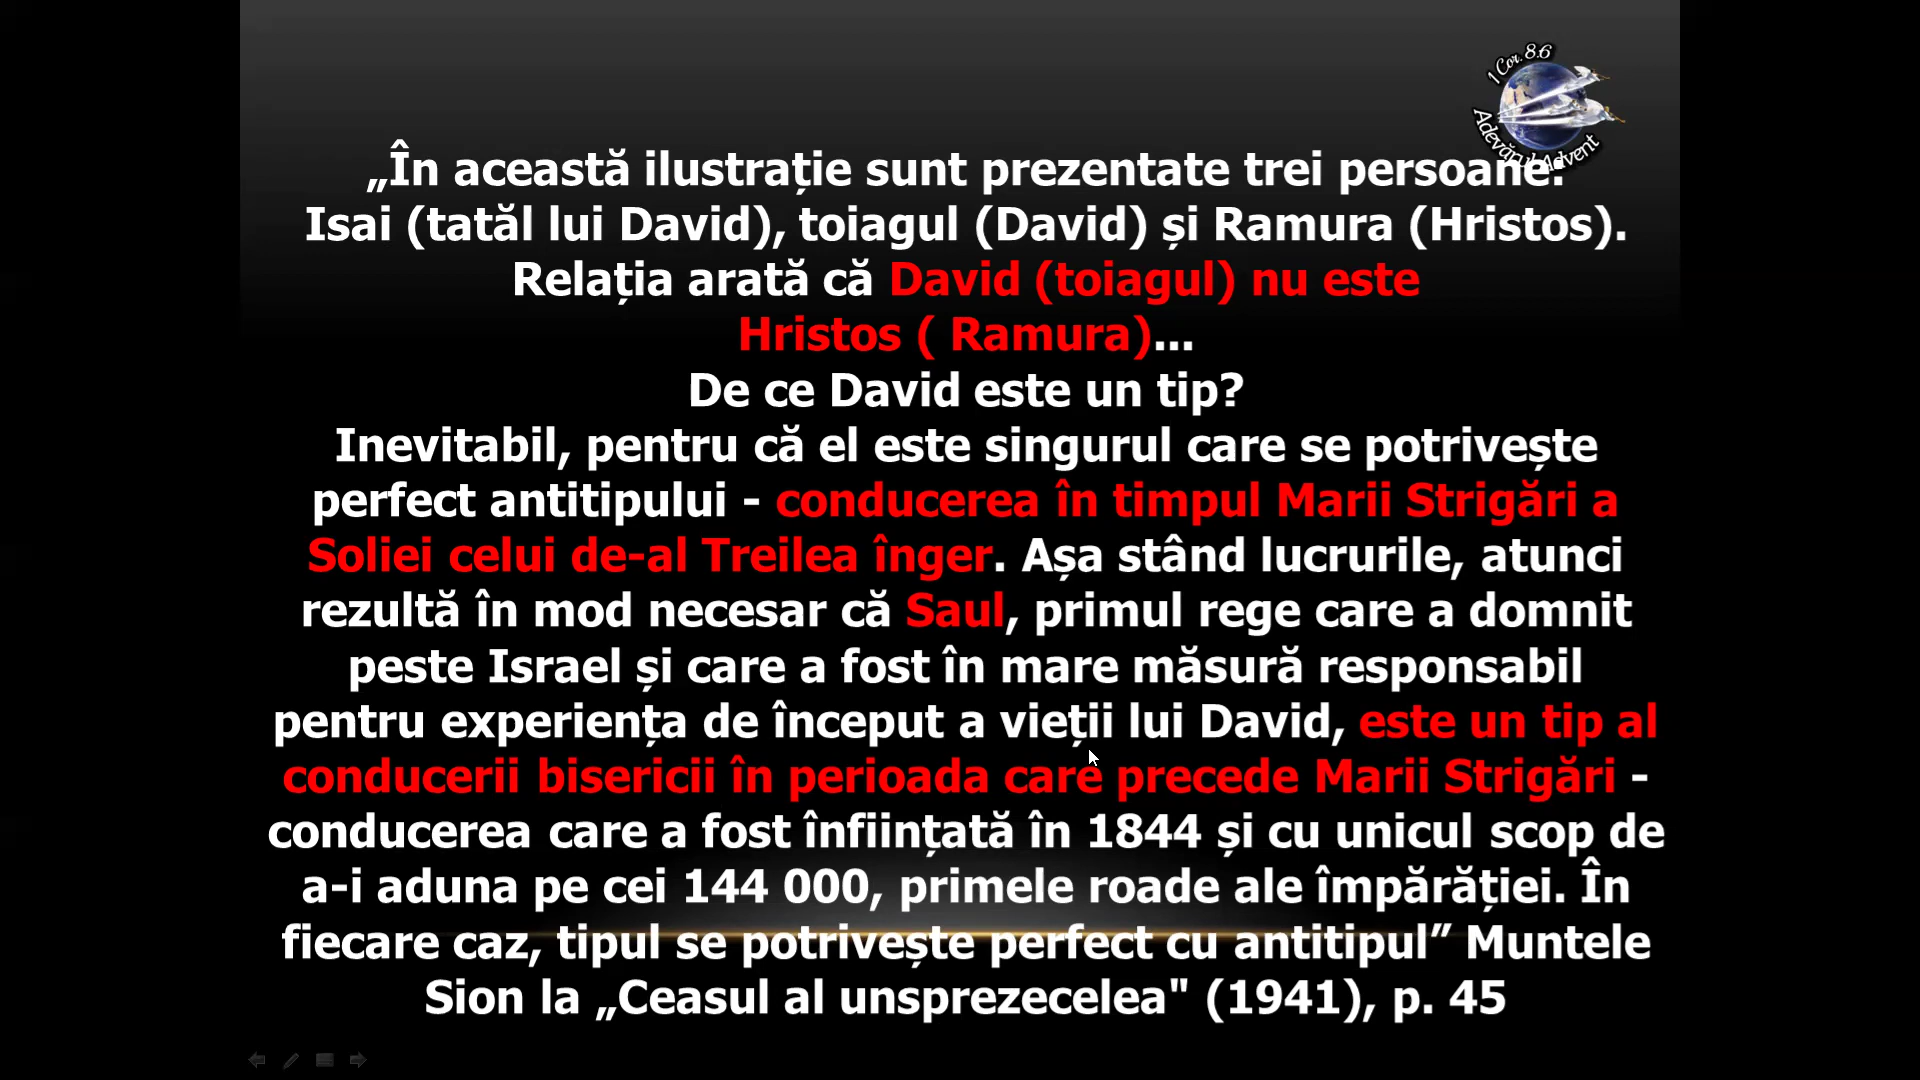 1 Cor. 8:6
Adevărul Advent
„În această ilustrație sunt prezentate trei persoane:
Isai (tatăl lui David), toiagul (David) și Ramura (Hristos).
Relația arată că David (toiagul) nu este
Hristos ( Ramura)...
De ce David este un tip?
Inevitabil, pentru că el este singurul care se potrivește
perfect antitipului - conducerea în timpul Marii Strigări a
Soliei celui de-al Treilea înger. Așa stând lucrurile, atunci
rezultă în mod necesar că Saul, primul rege care a domnit
peste Israel și care a fost în mare măsură responsabil
pentru experiența de început a vieții lui David, este un tip al
conducerii bisericii în perioada care precede Marii Strigări -
conducerea care a fost înființată în 1844 și cu unicul scop de
a-i aduna pe cei 144 000, primele roade ale împărăției. În
fiecare caz, tipul se potrivește perfect cu antitipul” Muntele
Sion la „Ceasul al unsprezecelea" (1941), p. 45